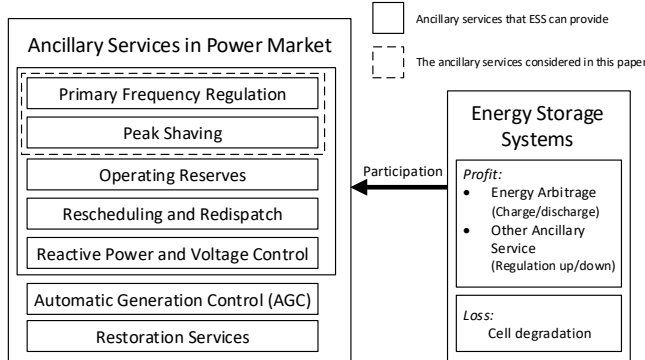 Ancillary services that ESS can provide
The ancillary services considered in this paper
Ancillary Services in Power Market
Primary Frequency Regulation
Peak Shaving
Operating Reserves
Rescheduling and Redispatch
Reactive Power and Voltage Control
Automatic Generation Control (AGC)
Restoration Services
Participation
Energy Storage
Systems
Profit:
• Energy Arbitrage
(Charge/discharge)
• Other Ancillary
Service
(Regulation up/down)
Loss:
Cell degradation